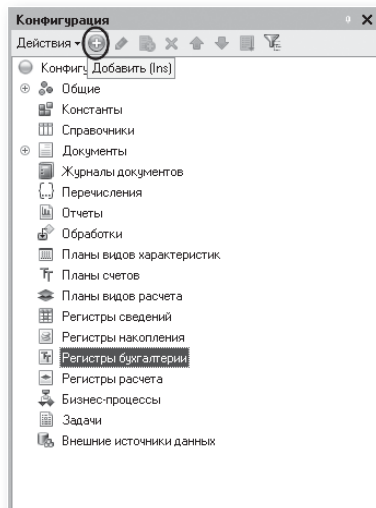 Конфигурация
Действия
Добавить (Ins)
Конфигу
Общие
Константы
Справочники
Документы
Журналы документов
Перечисления
Отчеты
Обработки
Планы видов характеристик
Планы счетов
Планы видов расчета
Регистры сведений
Регистры накопления
Регистры бухгалтерии
Регистры расчета
Бизнес-процессы
Задачи
Внешние источники данных